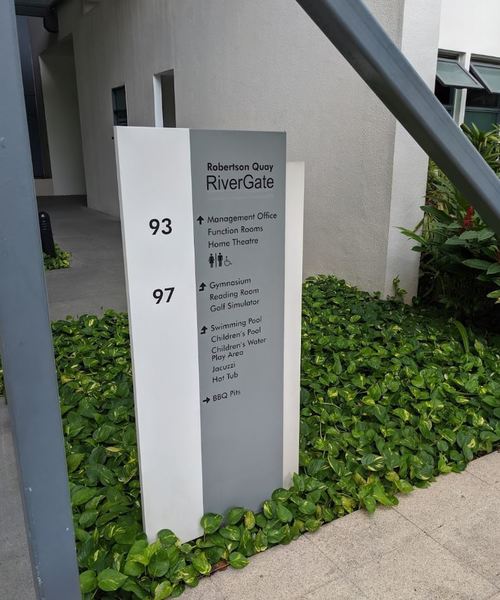 Robertson Quay
RiverGate
93
Management Office
Function Rooms
Home Theatre
97
Gymnasium
Reading Room
Golf Simulator
Swimming Pool
Children's Pool
Children's Water
Play Area
Jacuzzi
Hot Tub
BBQ Pits